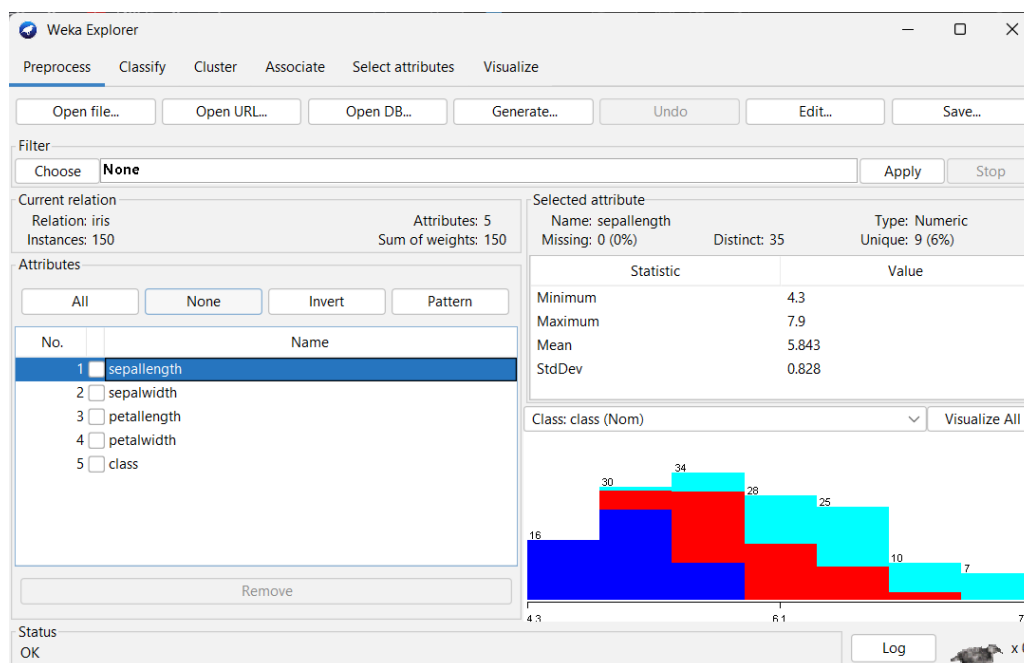 Weka Explorer
Preprocess Classify Cluster Associate Select attributes Visualize
Open file... Open URL... Open DB... Generate... Undo Edit... Save...
Filter
Choose None Apply Stop
Current relation
Relation: iris Attributes: 5
Instances: 150 Sum of weights: 150
Attributes
All None Invert Pattern
No. Name
1 sepallength
2 sepalwidth
3 petallength
4 petalwidth
5 class
Remove
Selected attribute
Name: sepallength Type: Numeric
Missing: 0 (0%) Distinct: 35 Unique: 9 (6%)
Statistic Value
Minimum 4.3
Maximum 7.9
Mean 5.843
StdDev 0.828
Class: class (Nom) Visualize All
16 30 34 28 25 10 7
4.3 6.1
Status
OK Log x